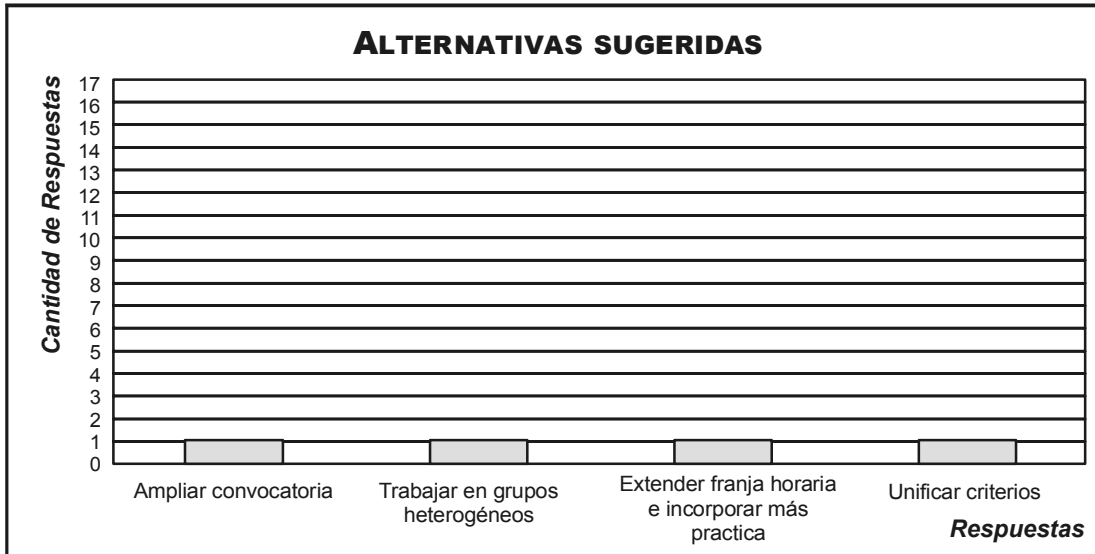 ALTERNATIVAS SUGERIDAS
Cantidad de Respuestas
17
16
15
14
13
12
11
10
9
8
7
6
5
4
3
2
1
0
Ampliar convocatoria
Trabajar en grupos
heterogéneos
Extender franja horaria
e incorporar más
practica
Unificar criterios
Respuestas